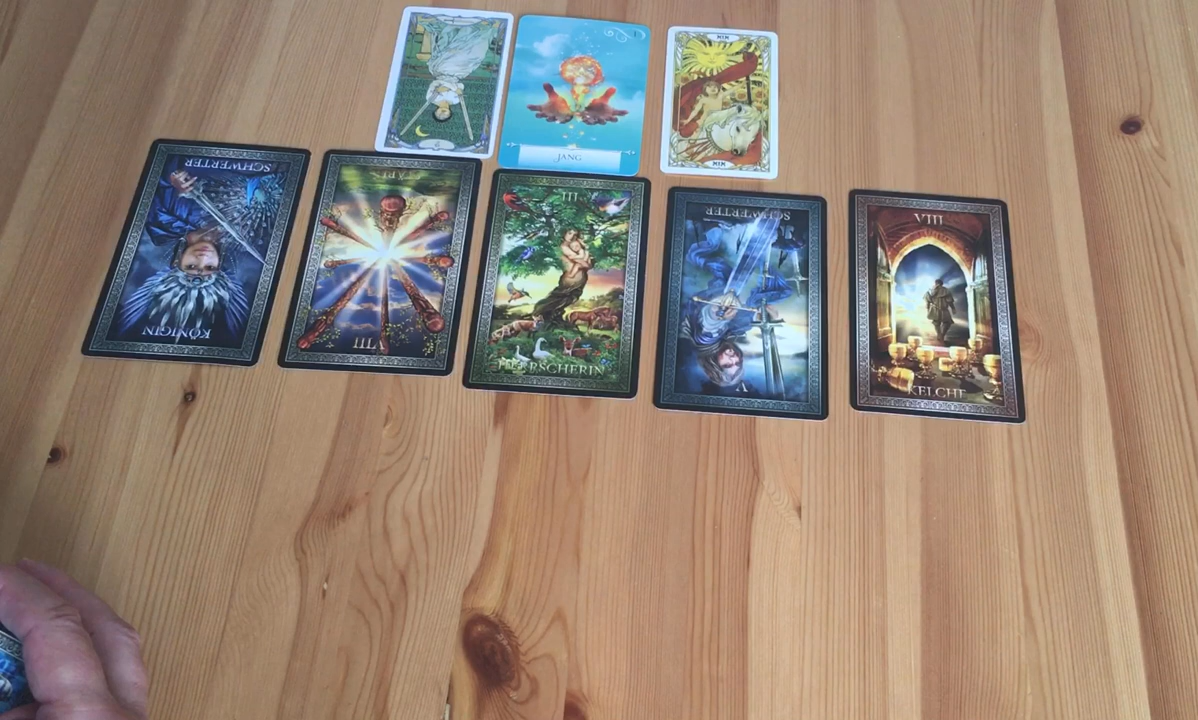 I
JANG
XIX
XIX
SCHWERTER
KÖNIGIN
STÄBE
VIII
III
HERRSCHERIN
SCHWERTER
V
VIII
KELCHE